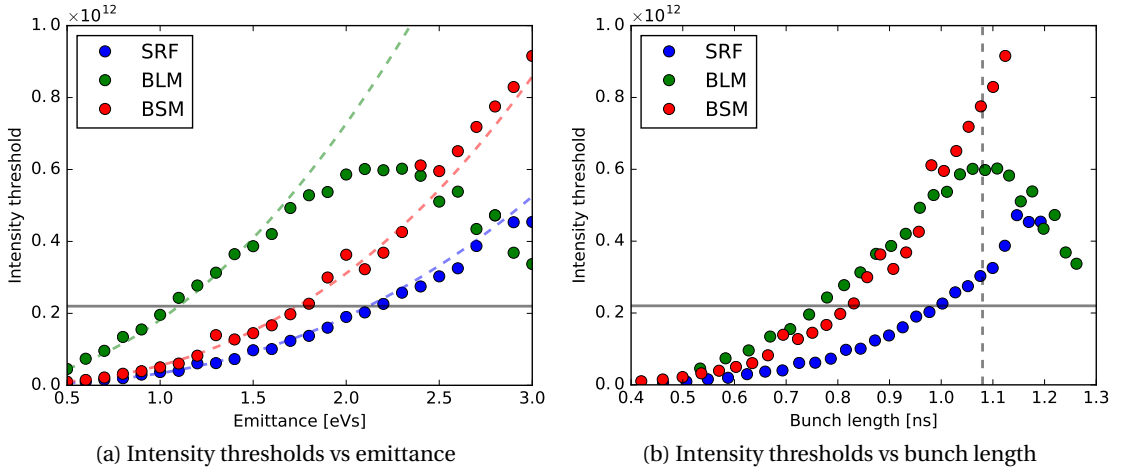 ×10¹²
1.0
0.8
0.6
0.4
0.2
0.0
Intensity threshold
SRF
BLM
BSM
0.5 1.0 1.5 2.0 2.5 3.0
Emittance [eVs]
(a) Intensity thresholds vs emittance
×10¹²
1.0
0.8
0.6
0.4
0.2
0.0
Intensity threshold
SRF
BLM
BSM
0.4 0.5 0.6 0.7 0.8 0.9 1.0 1.1 1.2 1.3
Bunch length [ns]
(b) Intensity thresholds vs bunch length